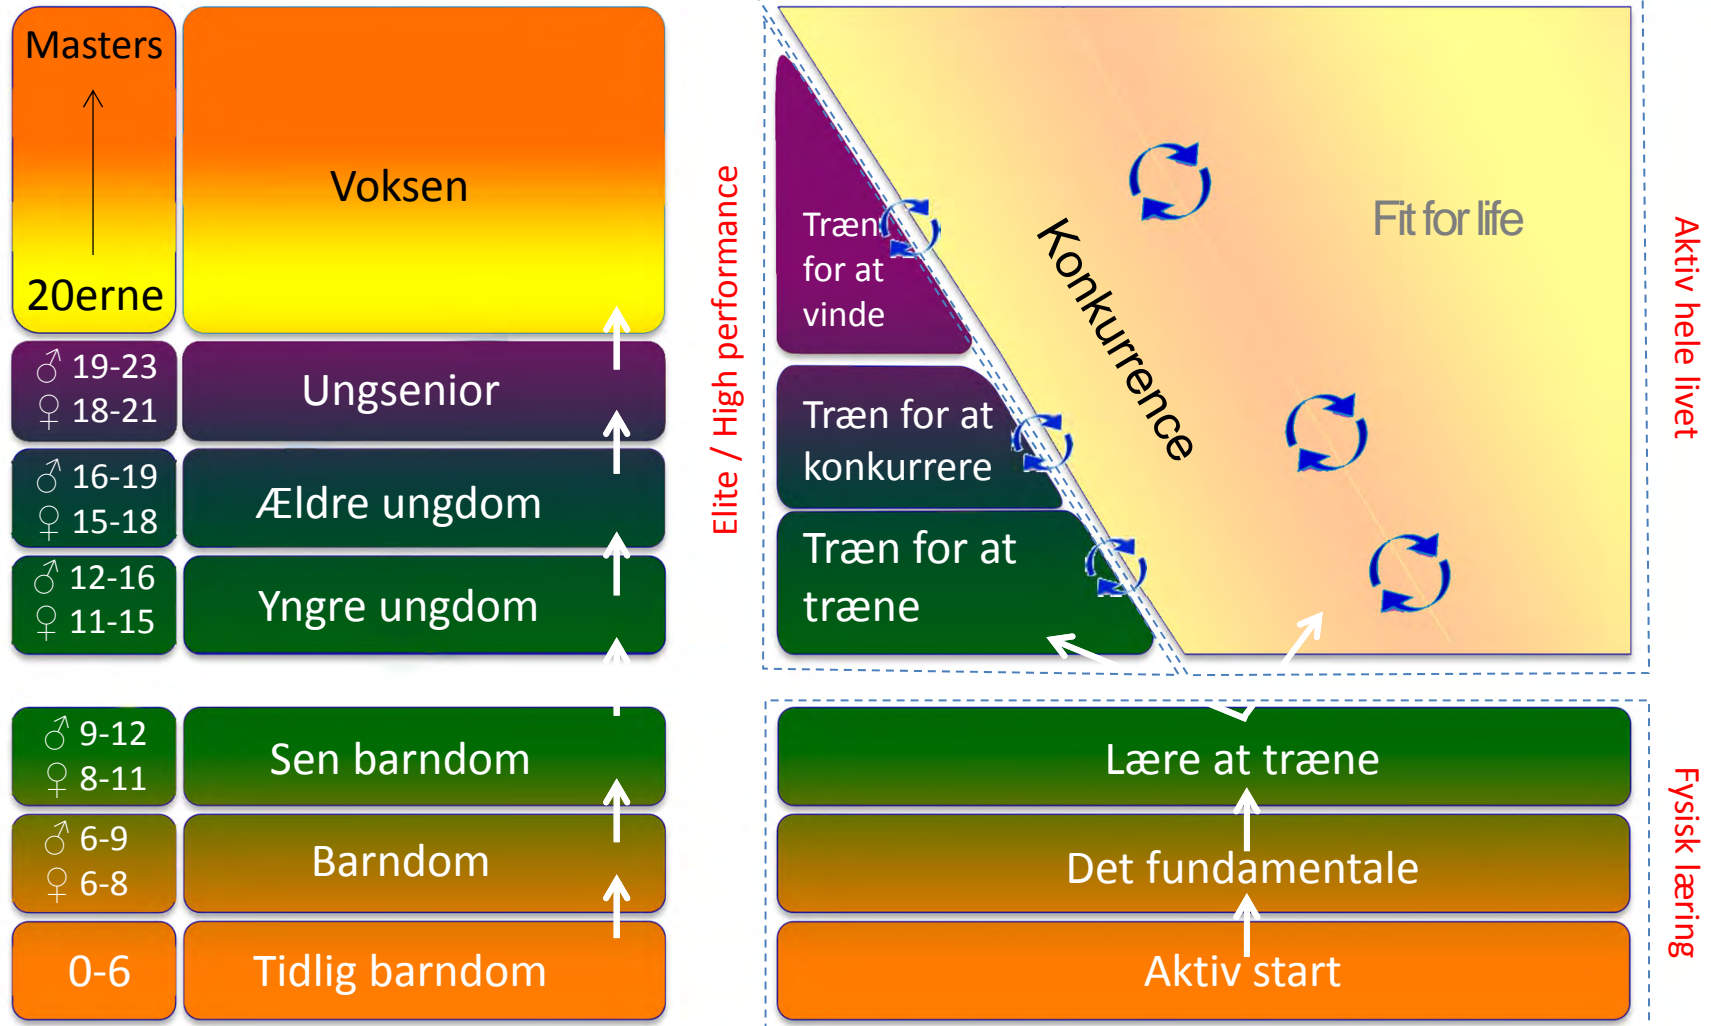 Masters
20erne
Voksen
♂ 19-23
♀ 18-21
Ungsenior
♂ 16-19
♀ 15-18
Ældre ungdom
♂ 12-16
♀ 11-15
Yngre ungdom
♂ 9-12
♀ 8-11
Sen barndom
♂ 6-9
♀ 6-8
Barndom
0-6
Tidlig barndom
Elite / High performance
Træn
for at
vinde
Træn for at
konkurrere
Træn for at
træne
Konkurrence
Fit for life
Aktiv hele livet
Lære at træne
Det fundamentale
Aktiv start
Fysisk læring